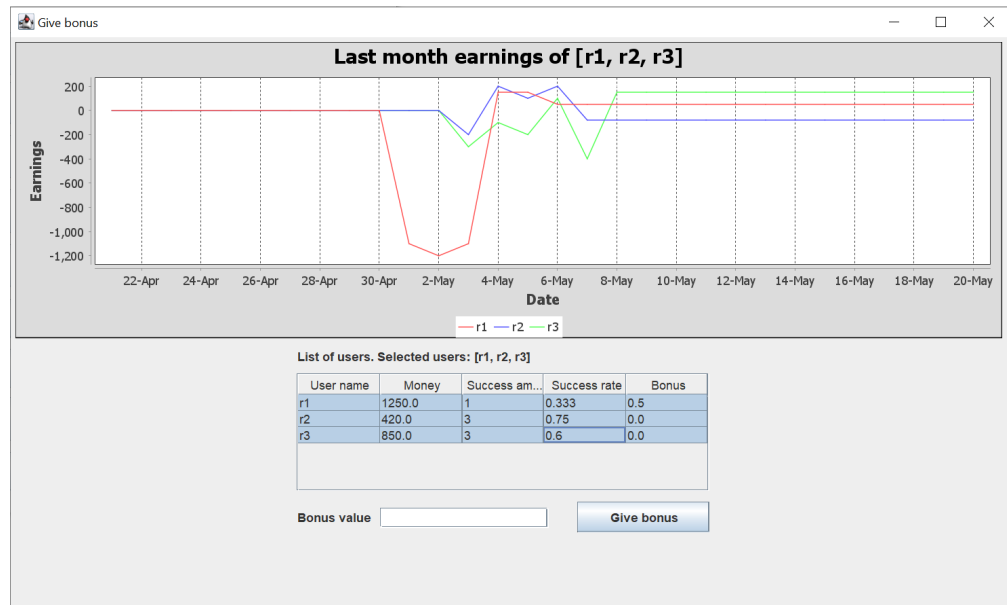 Give bonus
Last month earnings of [r1, r2, r3]
Earnings
200
0
-200
-400
-600
-800
-1,000
-1,200
22-Apr 24-Apr 26-Apr 28-Apr 30-Apr 2-May 4-May 6-May 8-May 10-May 12-May 14-May 16-May 18-May 20-May
Date
r1 r2 r3
List of users. Selected users: [r1, r2, r3]
User name Money Success am... Success rate Bonus
r1 1250.0 1 0.333 0.5
r2 420.0 3 0.75 0.0
r3 850.0 3 0.6 0.0
Bonus value Give bonus